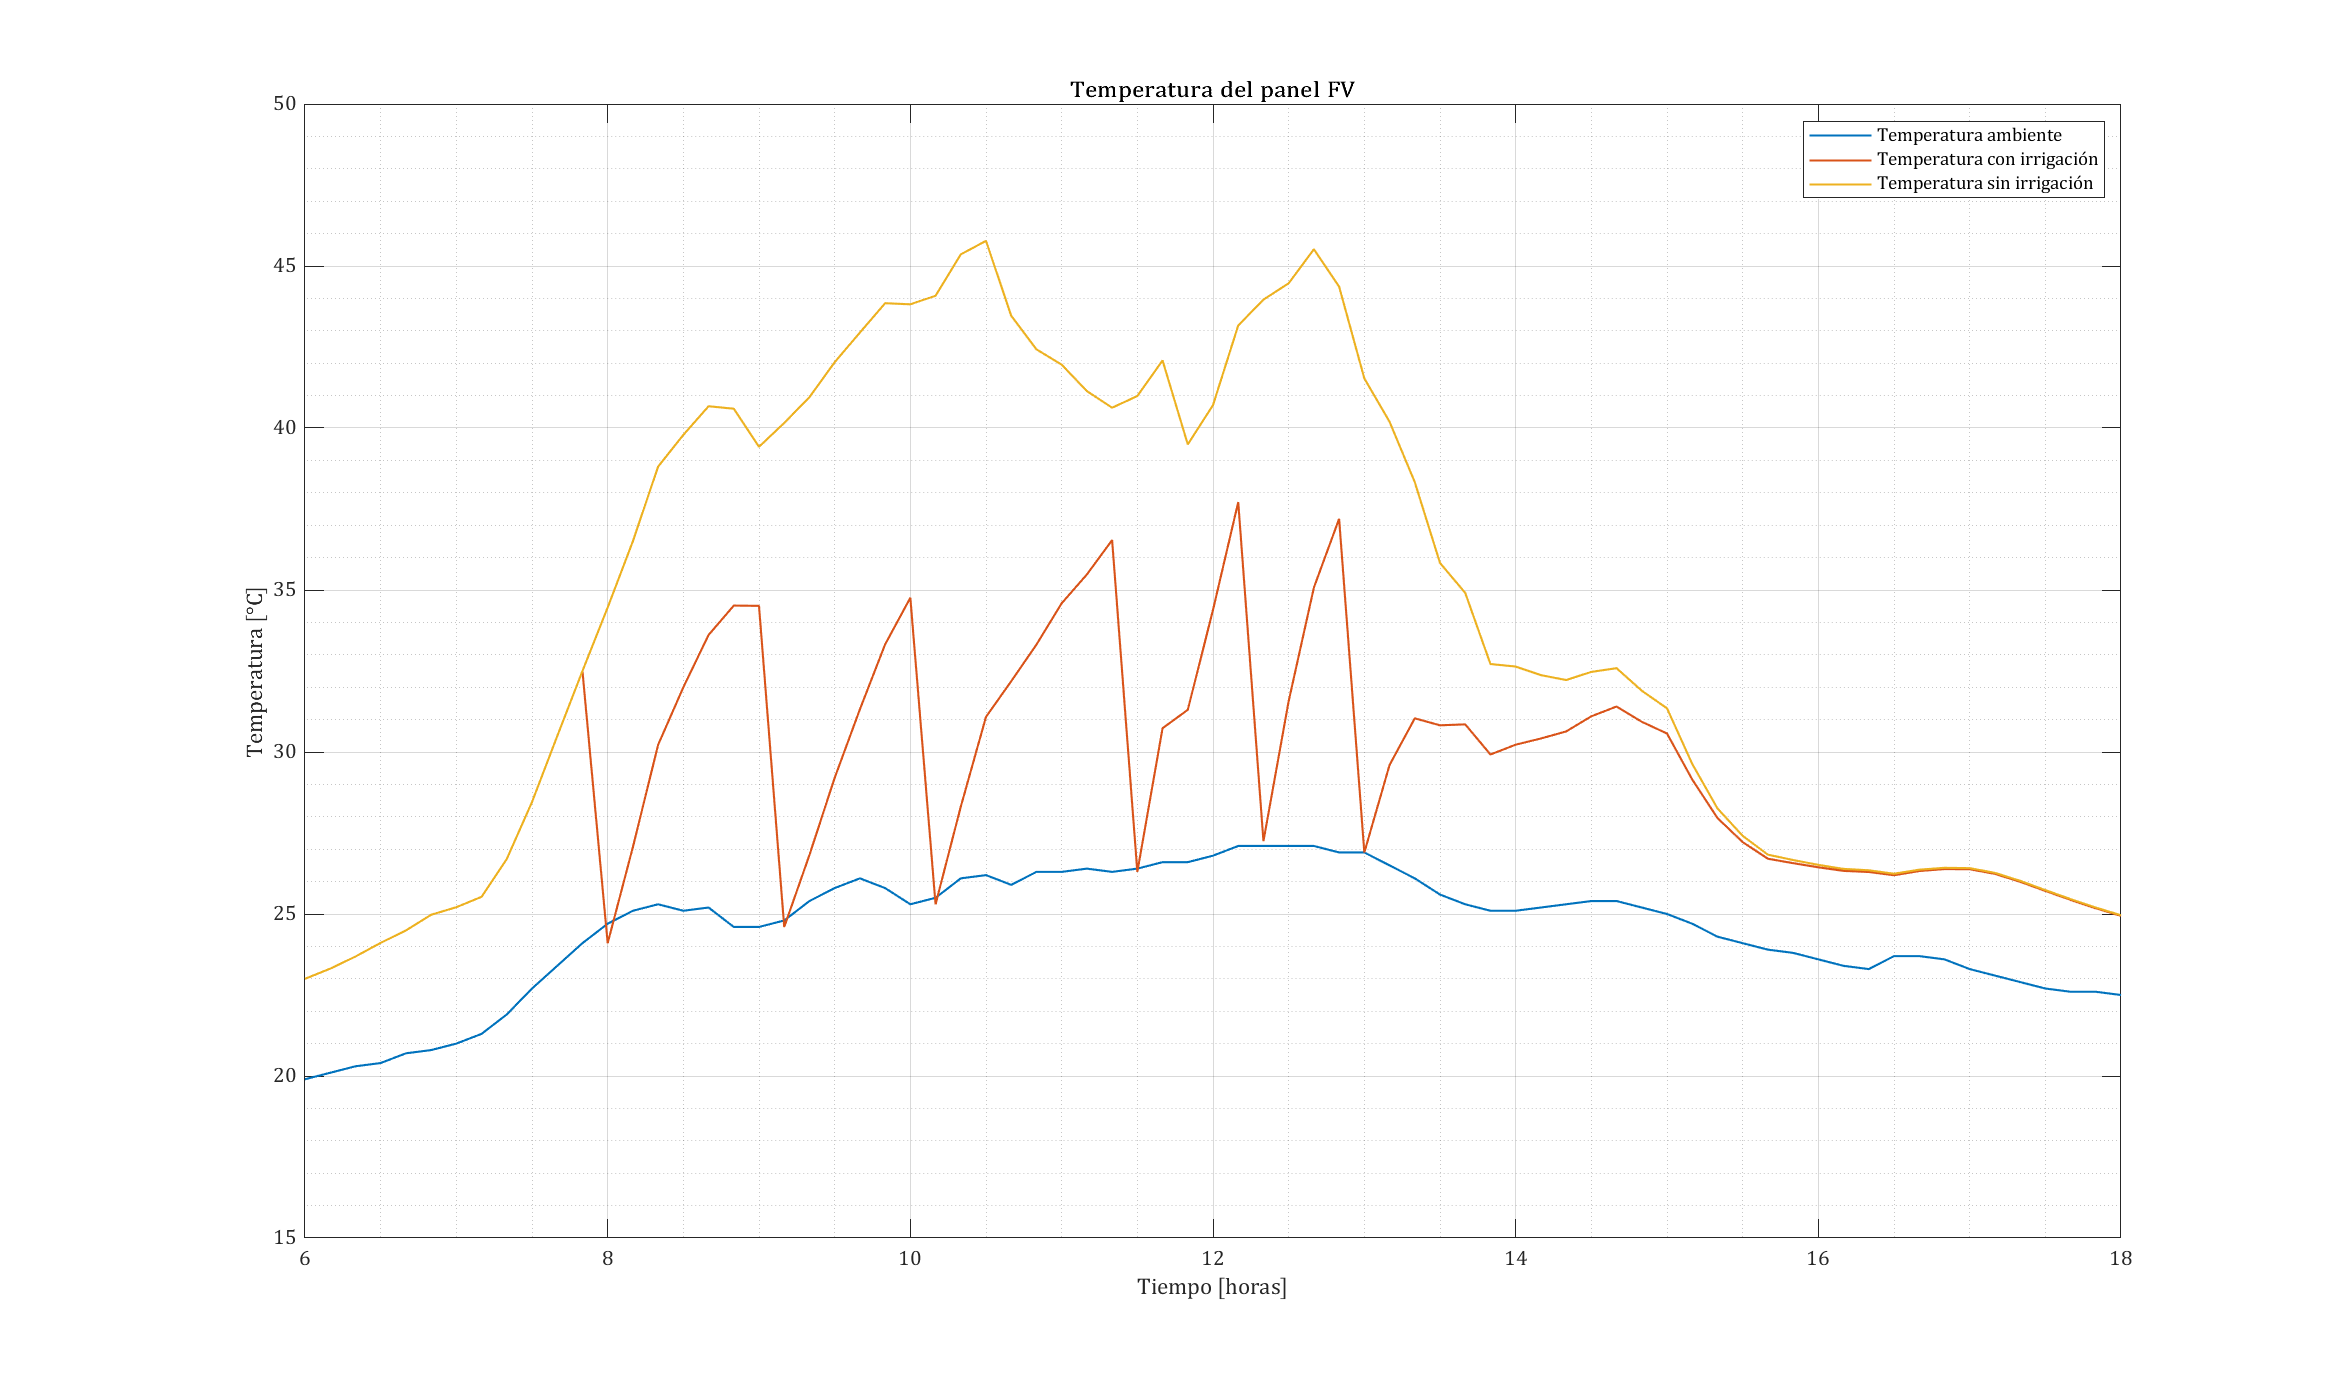 Temperatura del panel FV
50
45
40
35
30
25
20
15
Temperatura [°C]
Temperatura ambiente
Temperatura con irrigación
Temperatura sin irrigación
6
8
10
12
14
16
18
Tiempo [horas]